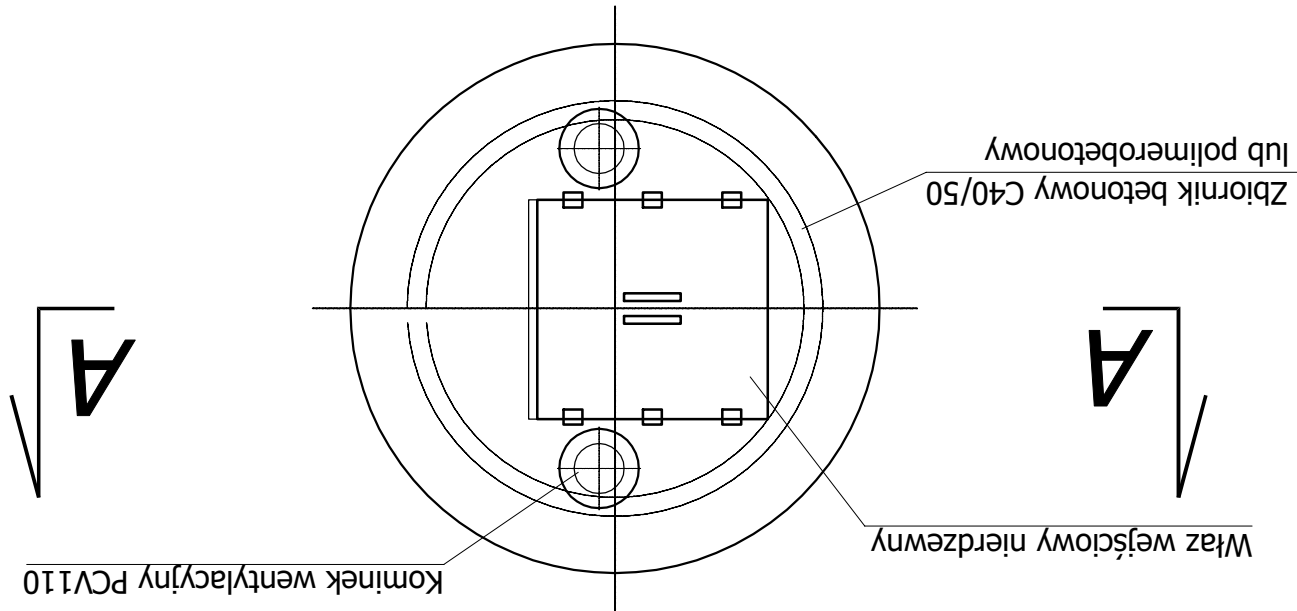 Kominek wentylacyjny PCV110
Właz wejściowy nierdzewny
A
A
Zbiornik betonowy C40/50
lub polimerobetonowy